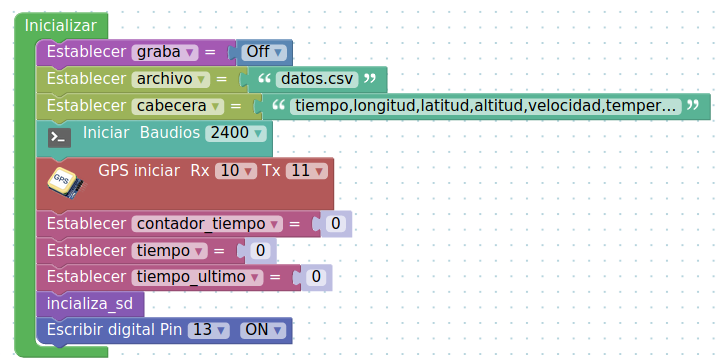 Inicializar
Establecer graba = Off
Establecer archivo = “ datos.csv ”
Establecer cabecera = “ tiempo,longitud,latitud,altitud,velocidad,temper... ”
>_ Iniciar Baudios 2400
GPS GPS iniciar Rx 10 Tx 11
Establecer contador_tiempo = 0
Establecer tiempo = 0
Establecer tiempo_ultimo = 0
incializa_sd
Escribir digital Pin 13 ON